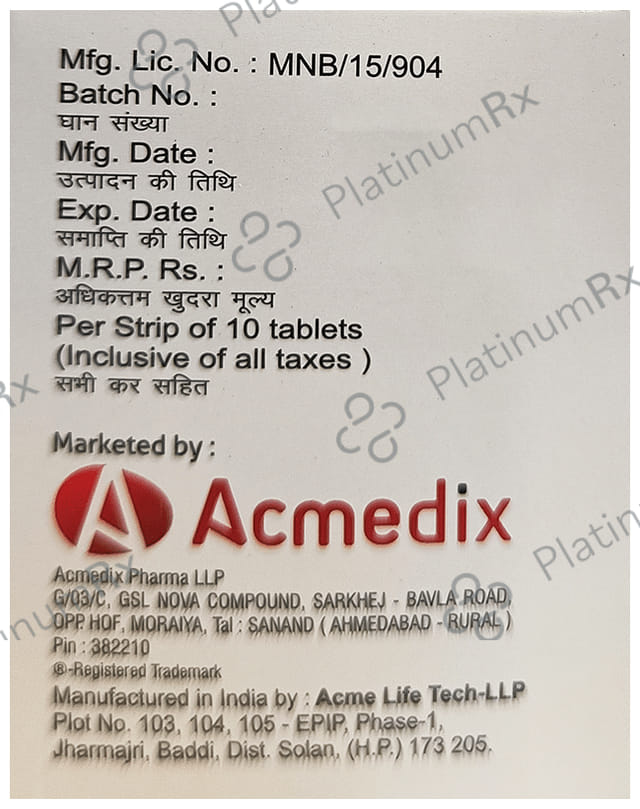 Mfg. Lic. No. : MNB/15/904
Batch No. :
घान संख्या
Mfg. Date :
उत्पादन की तिथि
Exp. Date :
समाप्ति की तिथि
M.R.P. Rs. :
अधिकत्तम खुदरा मूल्य
Per Strip of 10 tablets
(Inclusive of all taxes )
सभी कर सहित
Marketed by :
Acmedix
Acmedix Pharma LLP
G/03/C, GSL NOVA COMPOUND, SARKHEJ - BAVLA ROAD,
OPP. HOF, MORAIYA, Tal : SANAND ( AHMEDABAD - RURAL )
Pin : 382210
®-Registered Trademark
Manufactured in India by : Acme Life Tech-LLP
Plot No. 103, 104, 105 - EPIP, Phase-1,
Jharmajri, Baddi, Dist. Solan, (H.P.) 173 205.
PlatinumRx
PlatinumRx